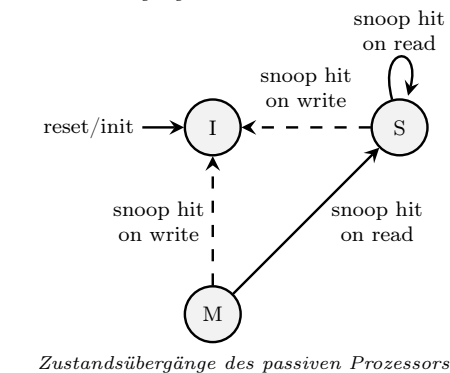 snoop hit
on read
snoop hit
on write
reset/init
I
S
snoop hit
on write
snoop hit
on read
M
Zustandsübergänge des passiven Prozessors